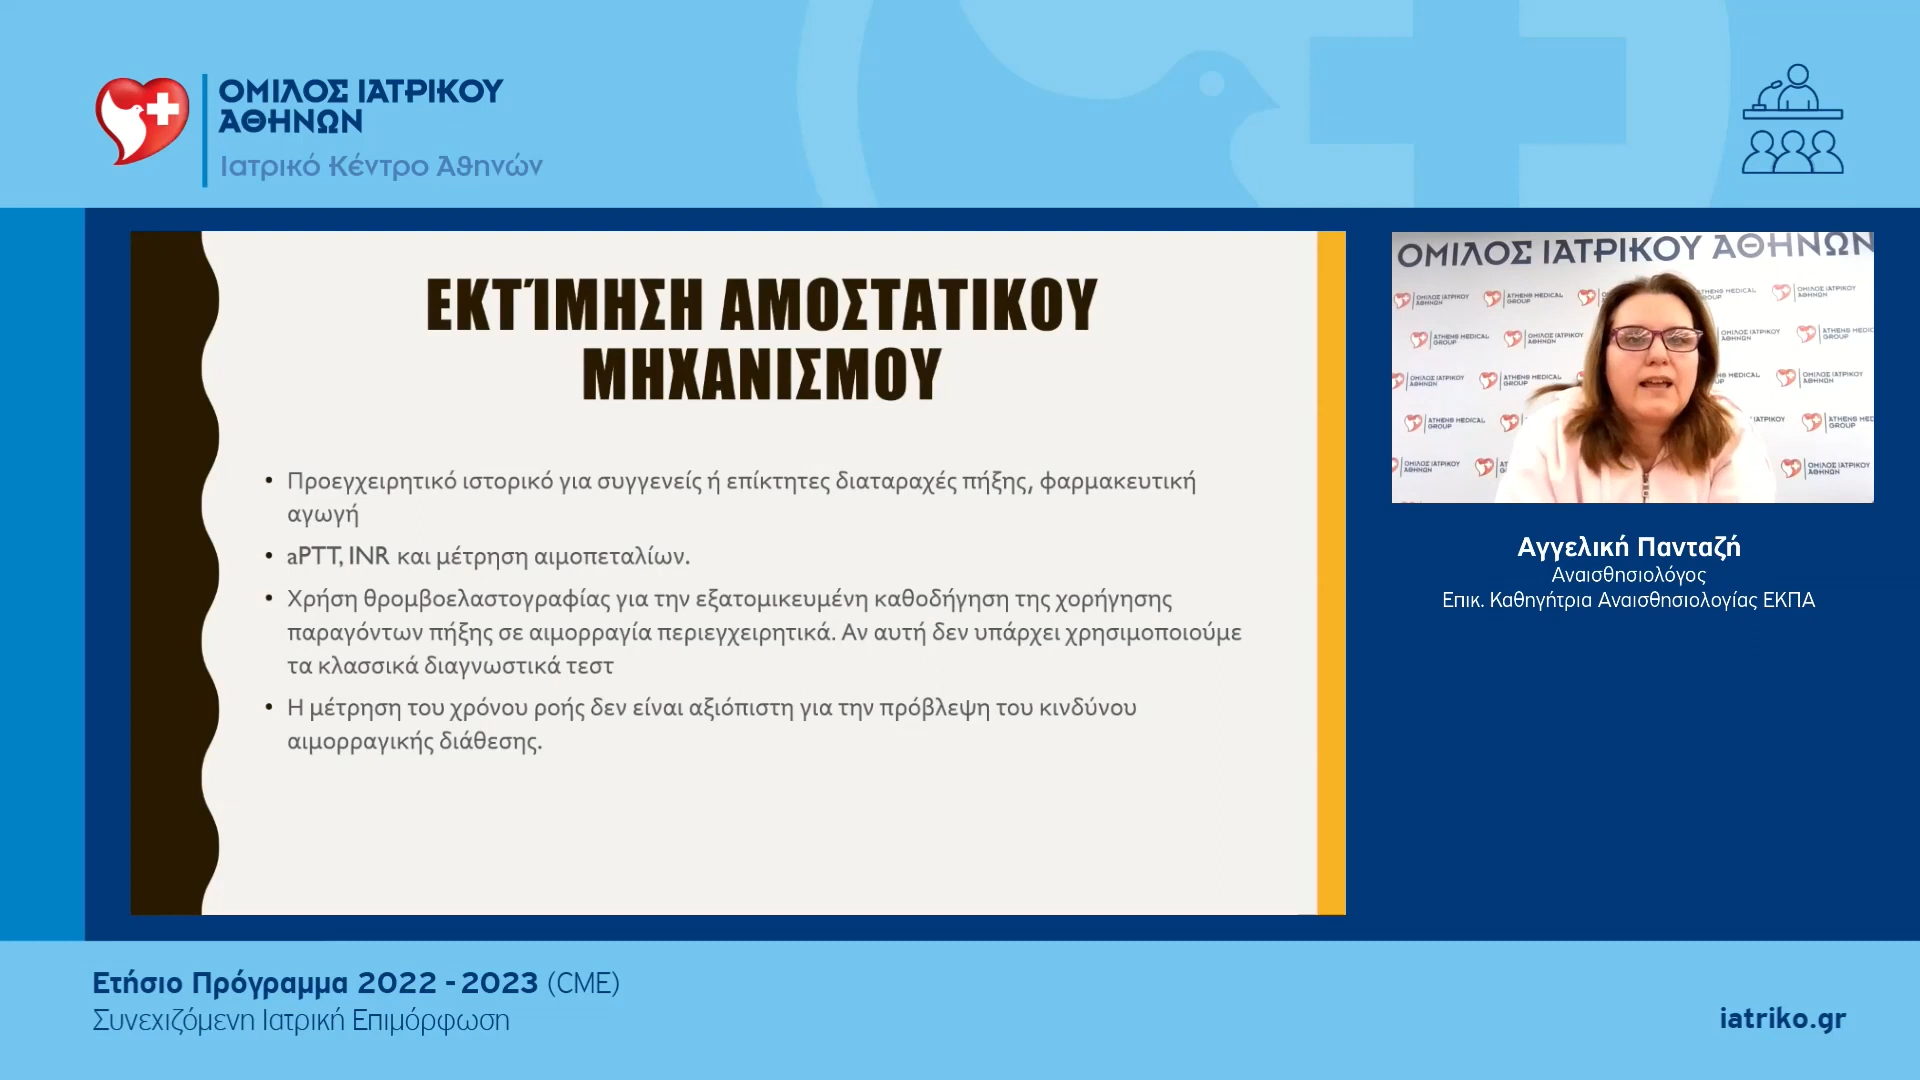 ΟΜΙΛΟΣ ΙΑΤΡΙΚΟΥ
ΑΘΗΝΩΝ
Ιατρικό Κέντρο Αθηνών
ΕΚΤΊΜΗΣΗ ΑΜΟΣΤΑΤΙΚΟΥ
ΜΗΧΑΝΙΣΜΟΥ
• Προεγχειρητικό ιστορικό για συγγενείς ή επίκτητες διαταραχές πήξης, φαρμακευτική
αγωγή
• aPTT, INR και μέτρηση αιμοπεταλίων.
• Χρήση θρομβοελαστογραφίας για την εξατομικευμένη καθοδήγηση της χορήγησης
παραγόντων πήξης σε αιμορραγία περιεγχειρητικά. Αν αυτή δεν υπάρχει χρησιμοποιούμε
τα κλασσικά διαγνωστικά τεστ
• Η μέτρηση του χρόνου ροής δεν είναι αξιόπιστη για την πρόβλεψη του κινδύνου
αιμορραγικής διάθεσης.
ΟΜΙΛΟΣ ΙΑΤΡΙΚΟΥ ΑΘΗΝΩΝ
Αγγελική Πανταζή
Αναισθησιολόγος
Επικ. Καθηγήτρια Αναισθησιολογίας ΕΚΠΑ
Ετήσιο Πρόγραμμα 2022 - 2023 (CME)
Συνεχιζόμενη Ιατρική Επιμόρφωση
iatriko.gr